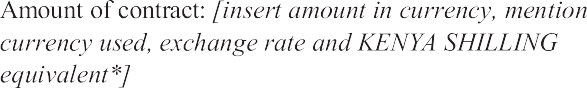 Amount of contract: [insert amount in currency, mention
currency used, exchange rate and KENYA SHILLING
equivalent*]